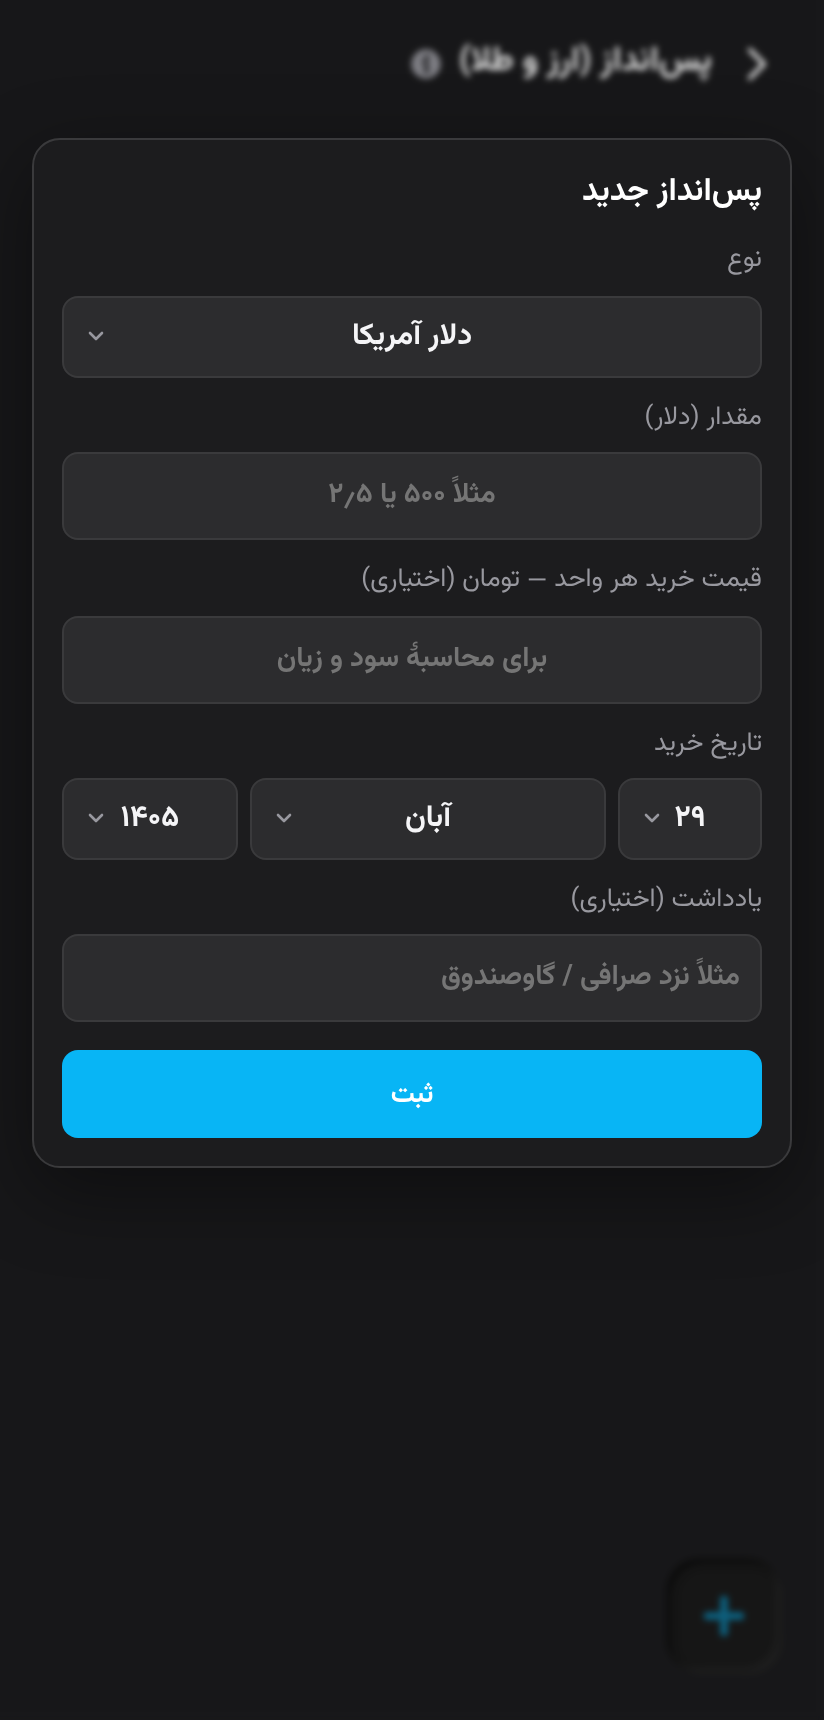 پس‌انداز (ارز و طلا)
پس‌انداز جدید
نوع
دلار آمریکا
مقدار (دلار)
مثلاً ۵۰۰ یا ۲٫۵
قیمت خرید هر واحد — تومان (اختیاری)
برای محاسبهٔ سود و زیان
تاریخ خرید
۲۹ آبان ۱۴۰۵
یادداشت (اختیاری)
مثلاً نزد صرافی / گاوصندوق
ثبت